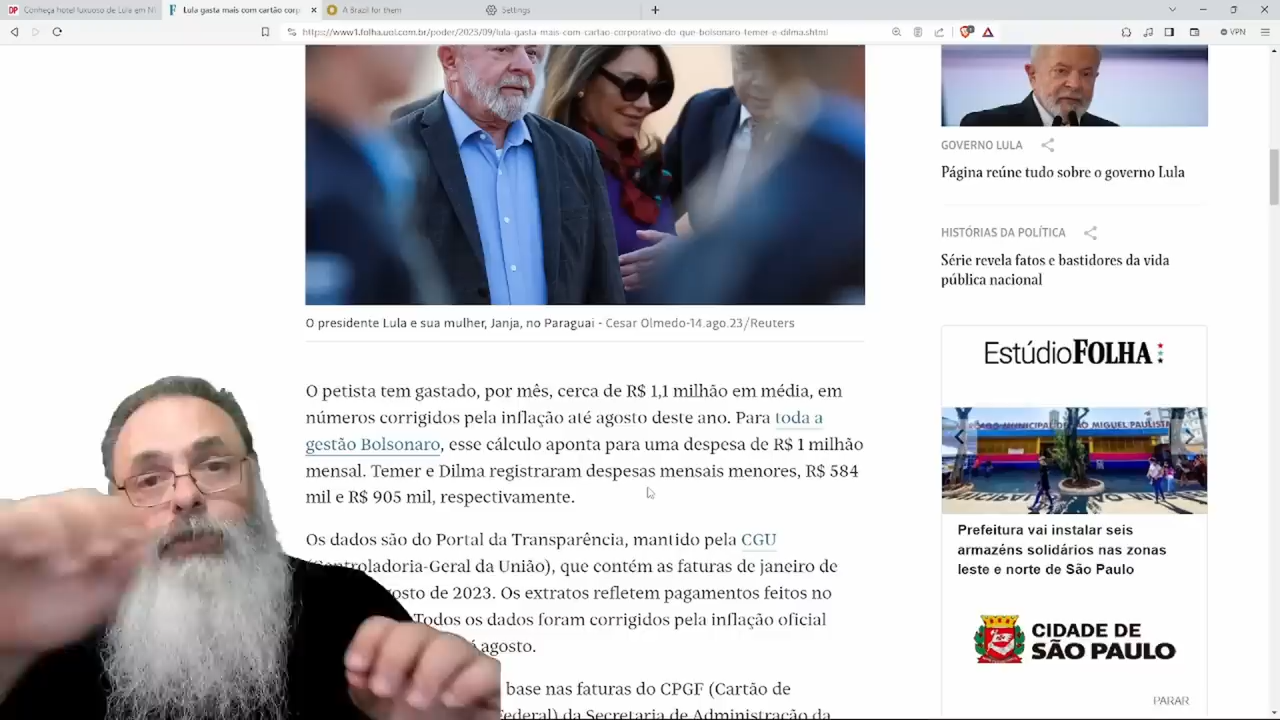 Conheça hotel luxuoso de Lula em N
Lula gasta mais com cartão corp
A Brazil for them
Settings
https://www1.folha.uol.com.br/poder/2023/09/lula-gasta-mais-com-cartao-corporativo-do-que-bolsonaro-temer-e-dilma.shtml
VPN
O presidente Lula e sua mulher, Janja, no Paraguai - Cesar Olmedo-14.ago.23/Reuters
O petista tem gastado, por mês, cerca de R$ 1,1 milhão em média, em
números corrigidos pela inflação até agosto deste ano. Para toda a
gestão Bolsonaro, esse cálculo aponta para uma despesa de R$ 1 milhão
mensal. Temer e Dilma registraram despesas mensais menores, R$ 584
mil e R$ 905 mil, respectivamente.
Os dados são do Portal da Transparência, mantido pela CGU
(Controladoria-Geral da União), que contém as faturas de janeiro de
osto de 2023. Os extratos refletem pagamentos feitos no
Todos os dados foram corrigidos pela inflação oficial
agosto.
base nas faturas do CPGF (Cartão de
Federal) da Secretaria de Administração da
GOVERNO LULA
Página reúne tudo sobre o governo Lula
HISTÓRIAS DA POLÍTICA
Série revela fatos e bastidores da vida
pública nacional
EstúdioFOLHA
Prefeitura vai instalar seis
armazéns solidários nas zonas
leste e norte de São Paulo
CIDADE DE
SÃO PAULO
PARAR